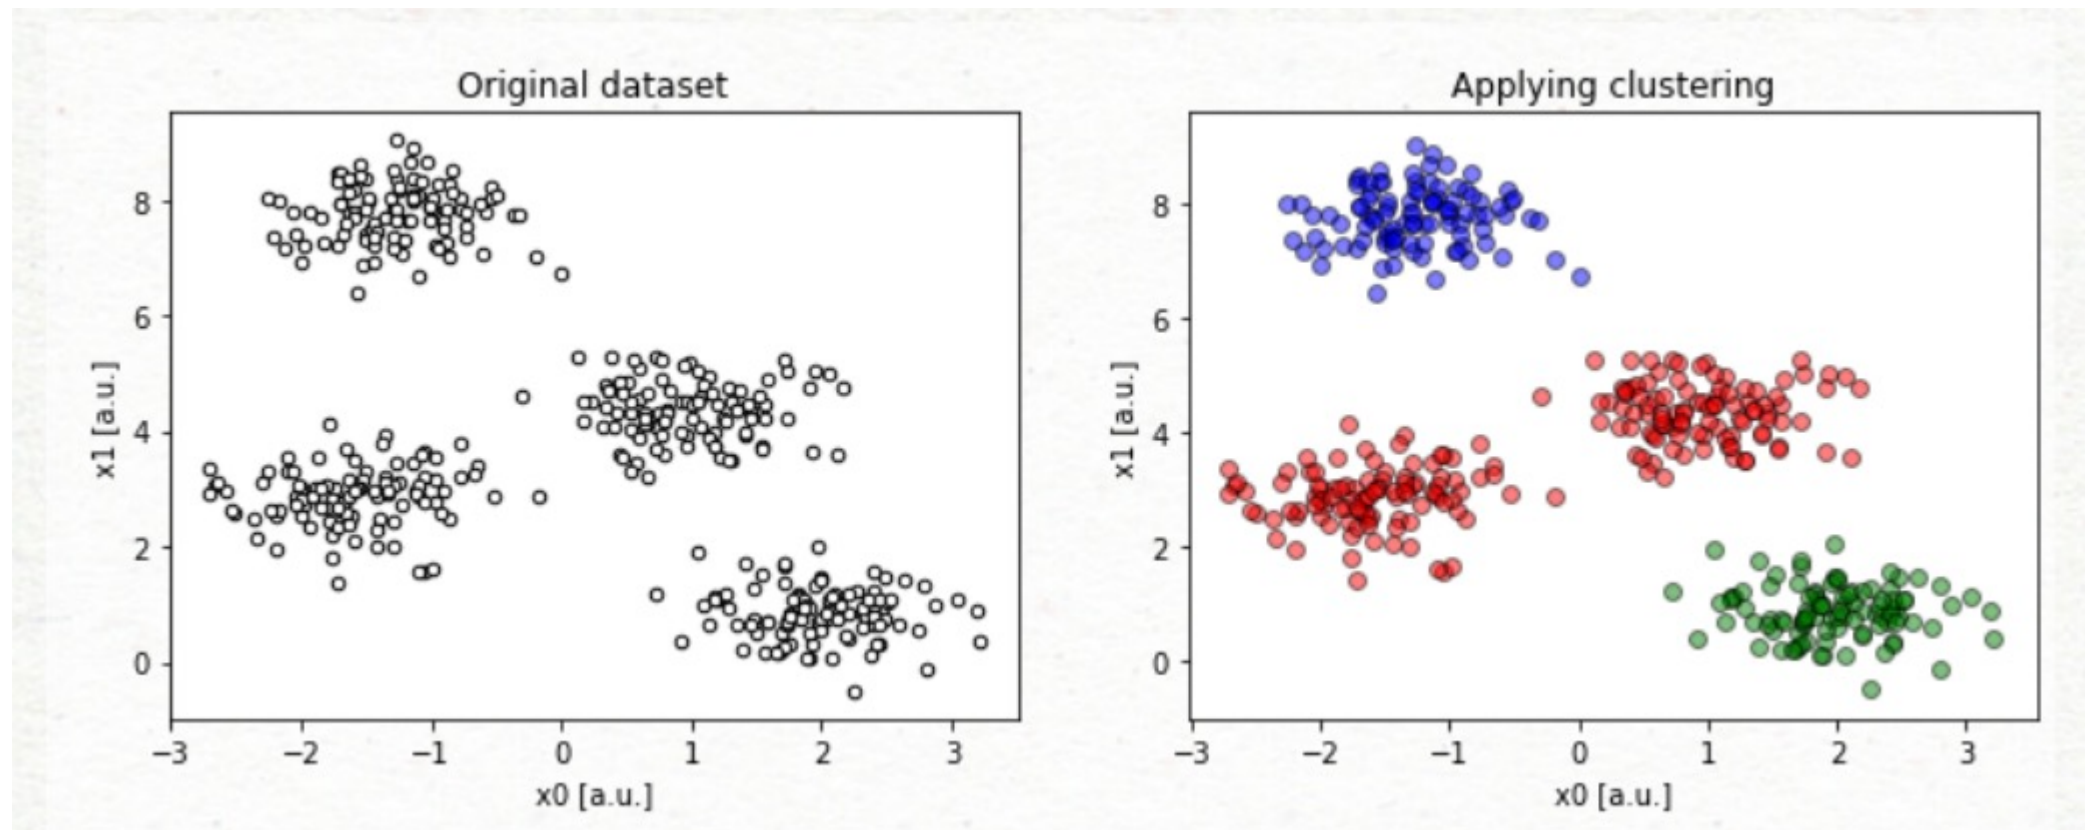 Original dataset
8
6
4
2
0
x1 [a.u.]
−3 −2 −1 0 1 2 3
x0 [a.u.]
Applying clustering
8
6
4
2
0
x1 [a.u.]
−3 −2 −1 0 1 2 3
x0 [a.u.]